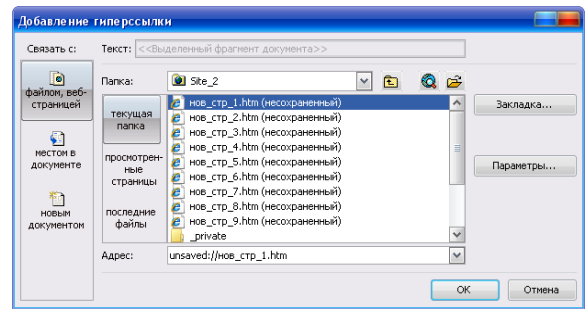 Добавление гиперссылки
Связать с:
Текст: <<Выделенный фрагмент документа>>
файлом, веб-
страницей
местом в
документе
новым
документом
Папка: Site_2
текущая
папка
просмотрен-
ные
страницы
последние
файлы
нов_стр_1.htm (несохраненный)
нов_стр_2.htm (несохраненный)
нов_стр_3.htm (несохраненный)
нов_стр_4.htm (несохраненный)
нов_стр_5.htm (несохраненный)
нов_стр_6.htm (несохраненный)
нов_стр_7.htm (несохраненный)
нов_стр_8.htm (несохраненный)
нов_стр_9.htm (несохраненный)
_private
Закладка...
Параметры...
Адрес: unsaved://нов_стр_1.htm
ОК Отмена